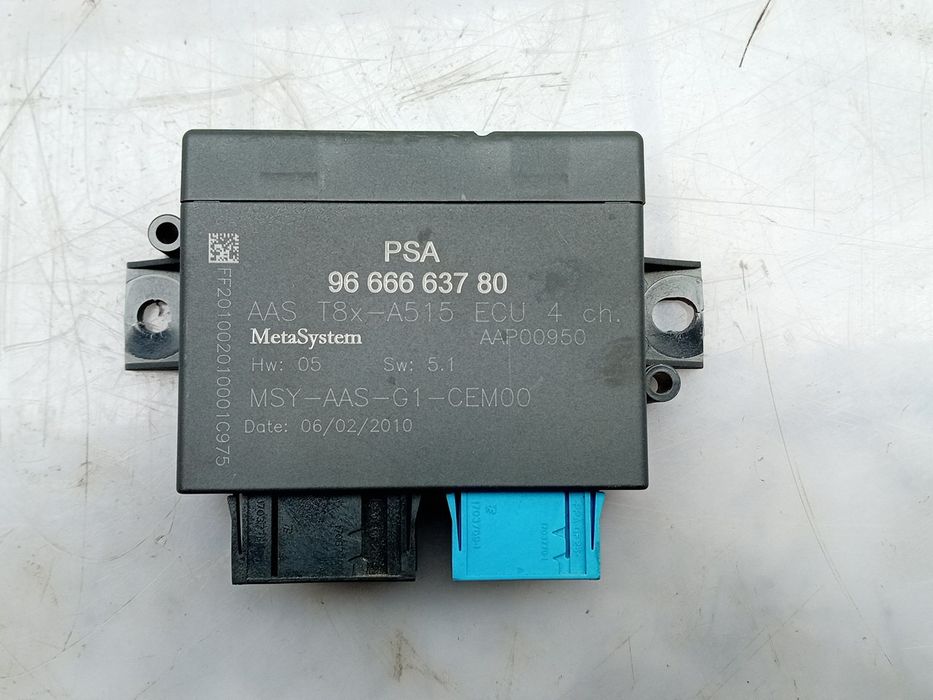 PSA
96 666 637 80
AAS T8x-A515 ECU 4 ch.
MetaSystem AAP00950
Hw: 05 Sw: 5.1
MSY-AAS-G1-CEM00
Date: 06/02/2010
FF2010020100001C975